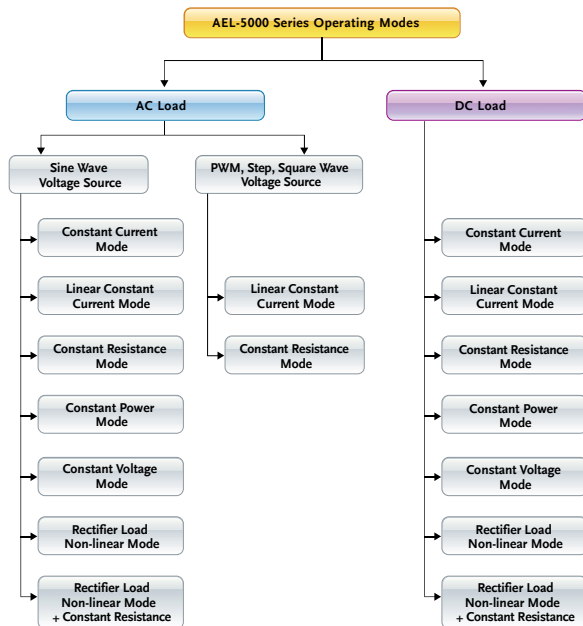 AEL-5000 Series Operating Modes
AC Load
DC Load
Sine Wave
Voltage Source
PWM, Step, Square Wave
Voltage Source
Constant Current
Mode
Linear Constant
Current Mode
Constant Resistance
Mode
Constant Power
Mode
Constant Voltage
Mode
Rectifier Load
Non-linear Mode
Rectifier Load
Non-linear Mode
+ Constant Resistance
Linear Constant
Current Mode
Constant Resistance
Mode
Constant Current
Mode
Linear Constant
Current Mode
Constant Resistance
Mode
Constant Power
Mode
Constant Voltage
Mode
Rectifier Load
Non-linear Mode
Rectifier Load
Non-linear Mode
+ Constant Resistance